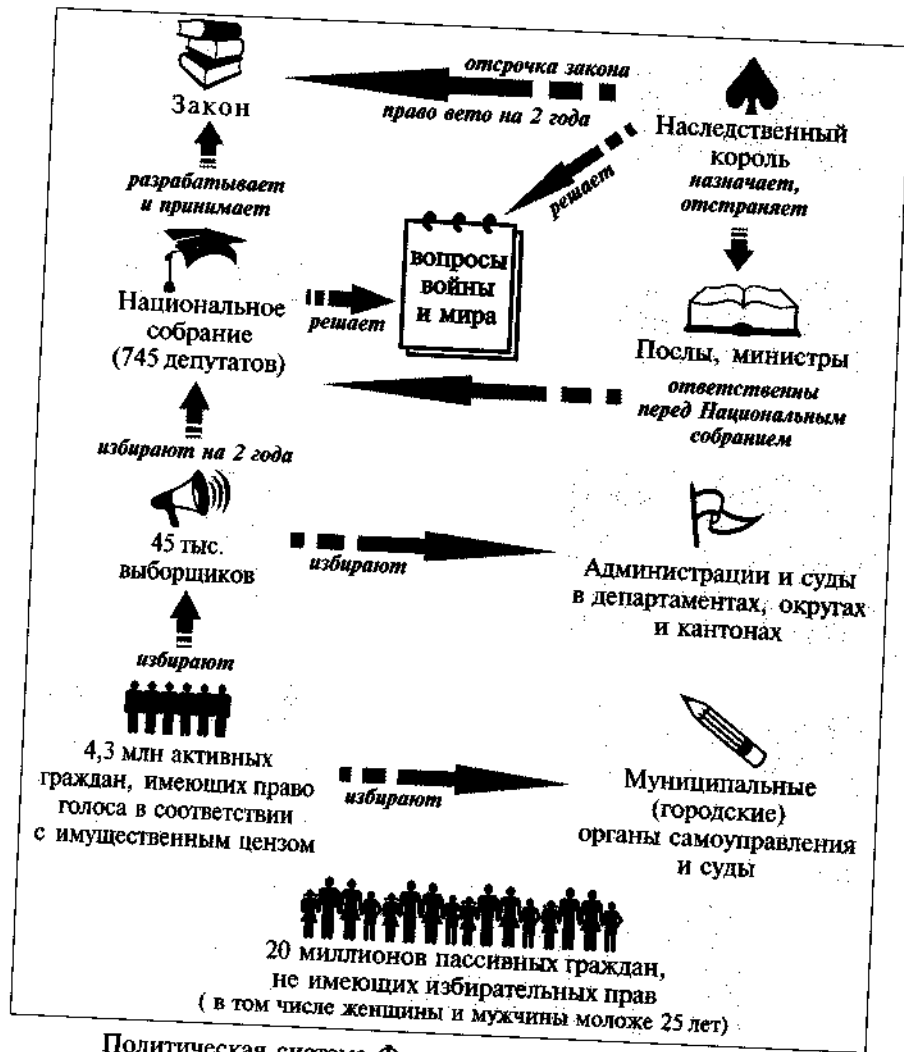 отсрочка закона
право вето на 2 года
Закон
Наследственный
король
назначает,
отстраняет
разрабатывает
и принимает
решает
вопросы
войны
и мира
Национальное
собрание
(745 депутатов)
решает
Послы, министры
ответственны
перед Национальным
собранием
избирают на 2 года
45 тыс.
выборщиков
избирают
Администрации и суды
в департаментах, округах
и кантонах
избирают
4,3 млн активных
граждан, имеющих право
голоса в соответствии
с имущественным цензом
избирают
Муниципальные
(городские)
органы самоуправления
и суды
20 миллионов пассивных граждан,
не имеющих избирательных прав
( в том числе женщины и мужчины моложе 25 лет)
Политическая система